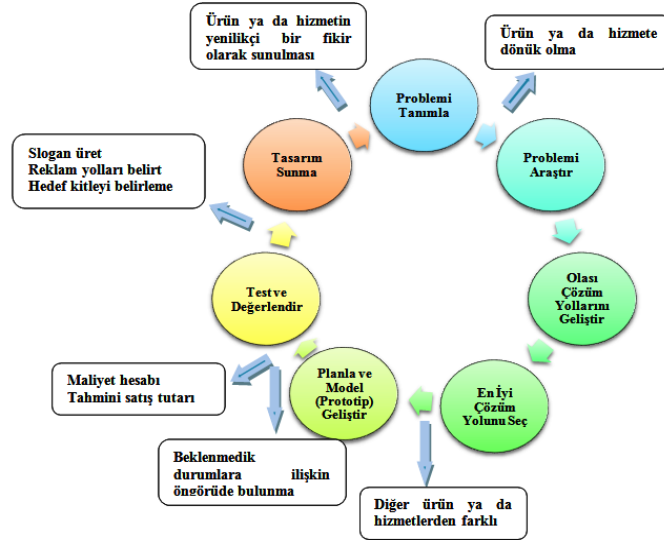 Ürün ya da hizmetin
yenilikçi bir fikir
olarak sunulması
Ürün ya da hizmete
dönük olma
Problemi
Tanımla
Slogan üret
Reklam yolları belirt
Hedef kitleyi belirleme
Tasarım
Sunma
Problemi
Araştır
Test ve
Değerlendir
Olası
Çözüm
Yollarını
Geliştir
Maliyet hesabı
Tahmini satış tutarı
Planla ve
Model
(Prototip)
Geliştir
En İyi
Çözüm
Yolunu Seç
Beklenmedik
durumlara ilişkin
öngörüde bulunma
Diğer ürün ya da
hizmetlerden farklı